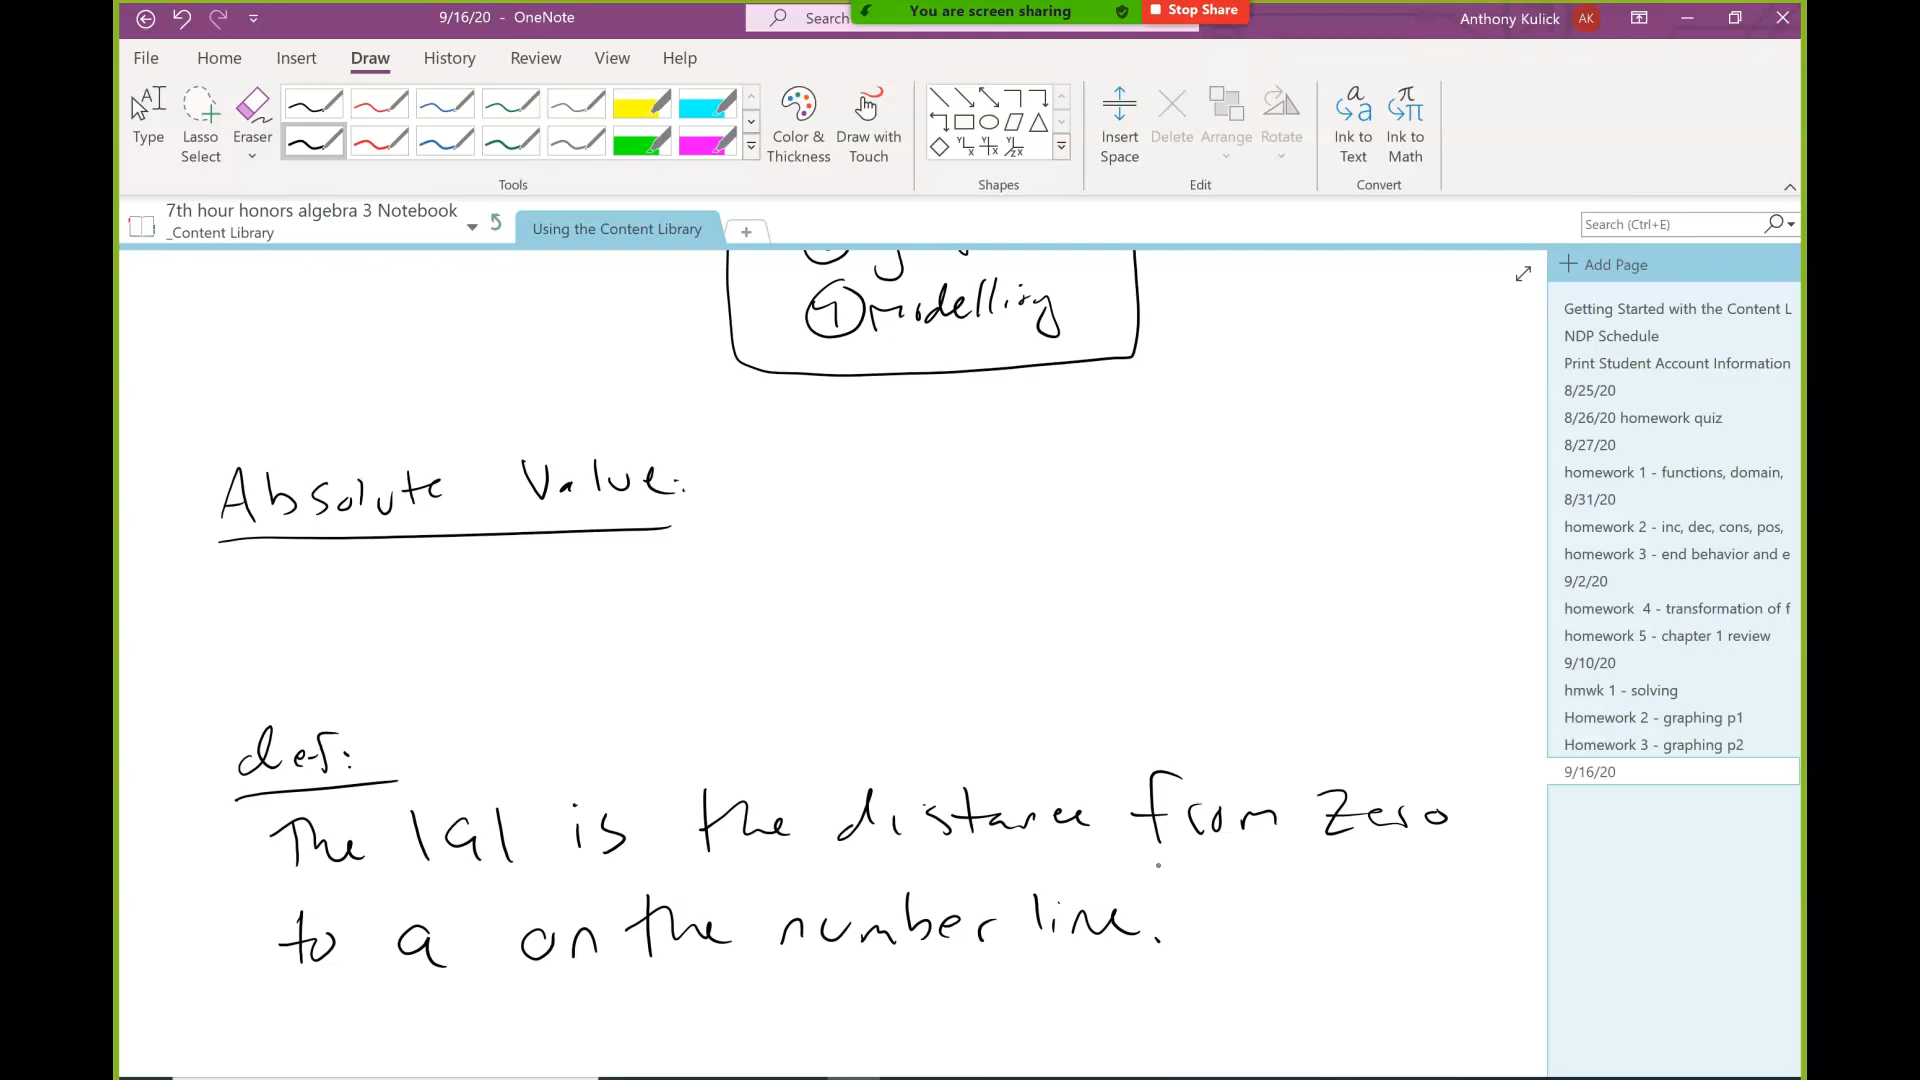 9/16/20 - OneNote
Search
You are screen sharing
Stop Share
Anthony Kulick
AK
File
Home
Insert
Draw
History
Review
View
Help
Type
Lasso
Select
Eraser
Color &
Thickness
Draw with
Touch
Insert
Space
Delete
Arrange
Rotate
Ink to
Text
Ink to
Math
Tools
Shapes
Edit
Convert
7th hour honors algebra 3 Notebook
_Content Library
Using the Content Library
Search (Ctrl+E)
④ modelling
Absolute Value:
def:
The |a| is the distance from zero
to a on the number line.
Add Page
Getting Started with the Content L
NDP Schedule
Print Student Account Information
8/25/20
8/26/20 homework quiz
8/27/20
homework 1 - functions, domain,
8/31/20
homework 2 - inc, dec, cons, pos,
homework 3 - end behavior and e
9/2/20
homework 4 - transformation of f
homework 5 - chapter 1 review
9/10/20
hmwk 1 - solving
Homework 2 - graphing p1
Homework 3 - graphing p2
9/16/20